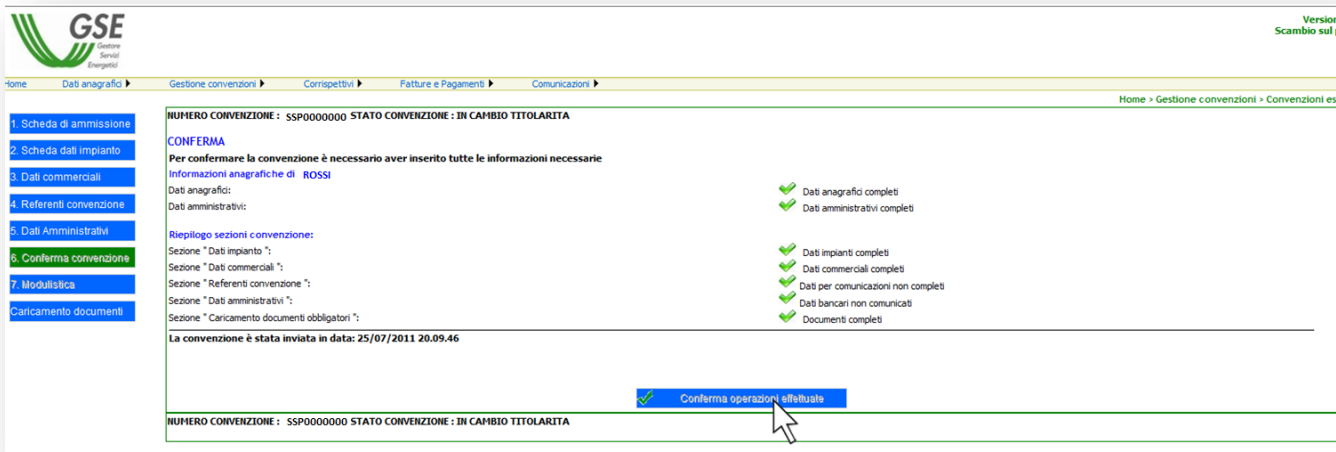 GSE
Gestore
Servizi
Energetici
Version
Scambio sul p
Home Dati anagrafici Gestione convenzioni Corrispettivi Fatture e Pagamenti Comunicazioni
Home > Gestione convenzioni > Convenzioni es
1. Scheda di ammissione
2. Scheda dati impianto
3. Dati commerciali
4. Referenti convenzione
5. Dati Amministrativi
6. Conferma convenzione
7. Modulistica
Caricamento documenti
NUMERO CONVENZIONE : SSP0000000 STATO CONVENZIONE : IN CAMBIO TITOLARITA
CONFERMA
Per confermare la convenzione è necessario aver inserito tutte le informazioni necessarie
Informazioni anagrafiche di ROSSI
Dati anagrafici: Dati anagrafici completi
Dati amministrativi: Dati amministrativi completi
Riepilogo sezioni convenzione:
Sezione "Dati impianto ": Dati impianti completi
Sezione "Dati commerciali ": Dati commerciali completi
Sezione "Referenti convenzione ": Dati per comunicazioni non completi
Sezione "Dati amministrativi ": Dati bancari non comunicati
Sezione "Caricamento documenti obbligatori ": Documenti completi
La convenzione è stata inviata in data: 25/07/2011 20.09.46
Conferma operazioni effettuate
NUMERO CONVENZIONE : SSP0000000 STATO CONVENZIONE : IN CAMBIO TITOLARITA